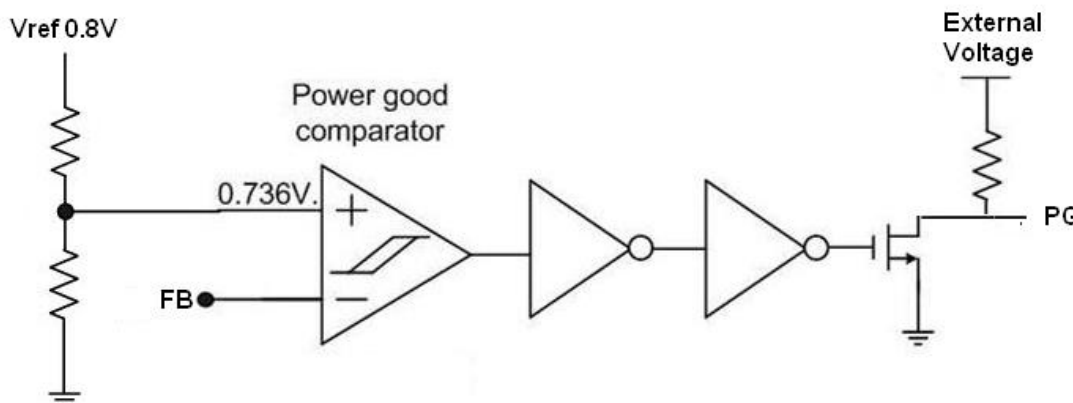 Vref 0.8V
External
Voltage
Power good
comparator
0.736V.
+
PG
FB
−